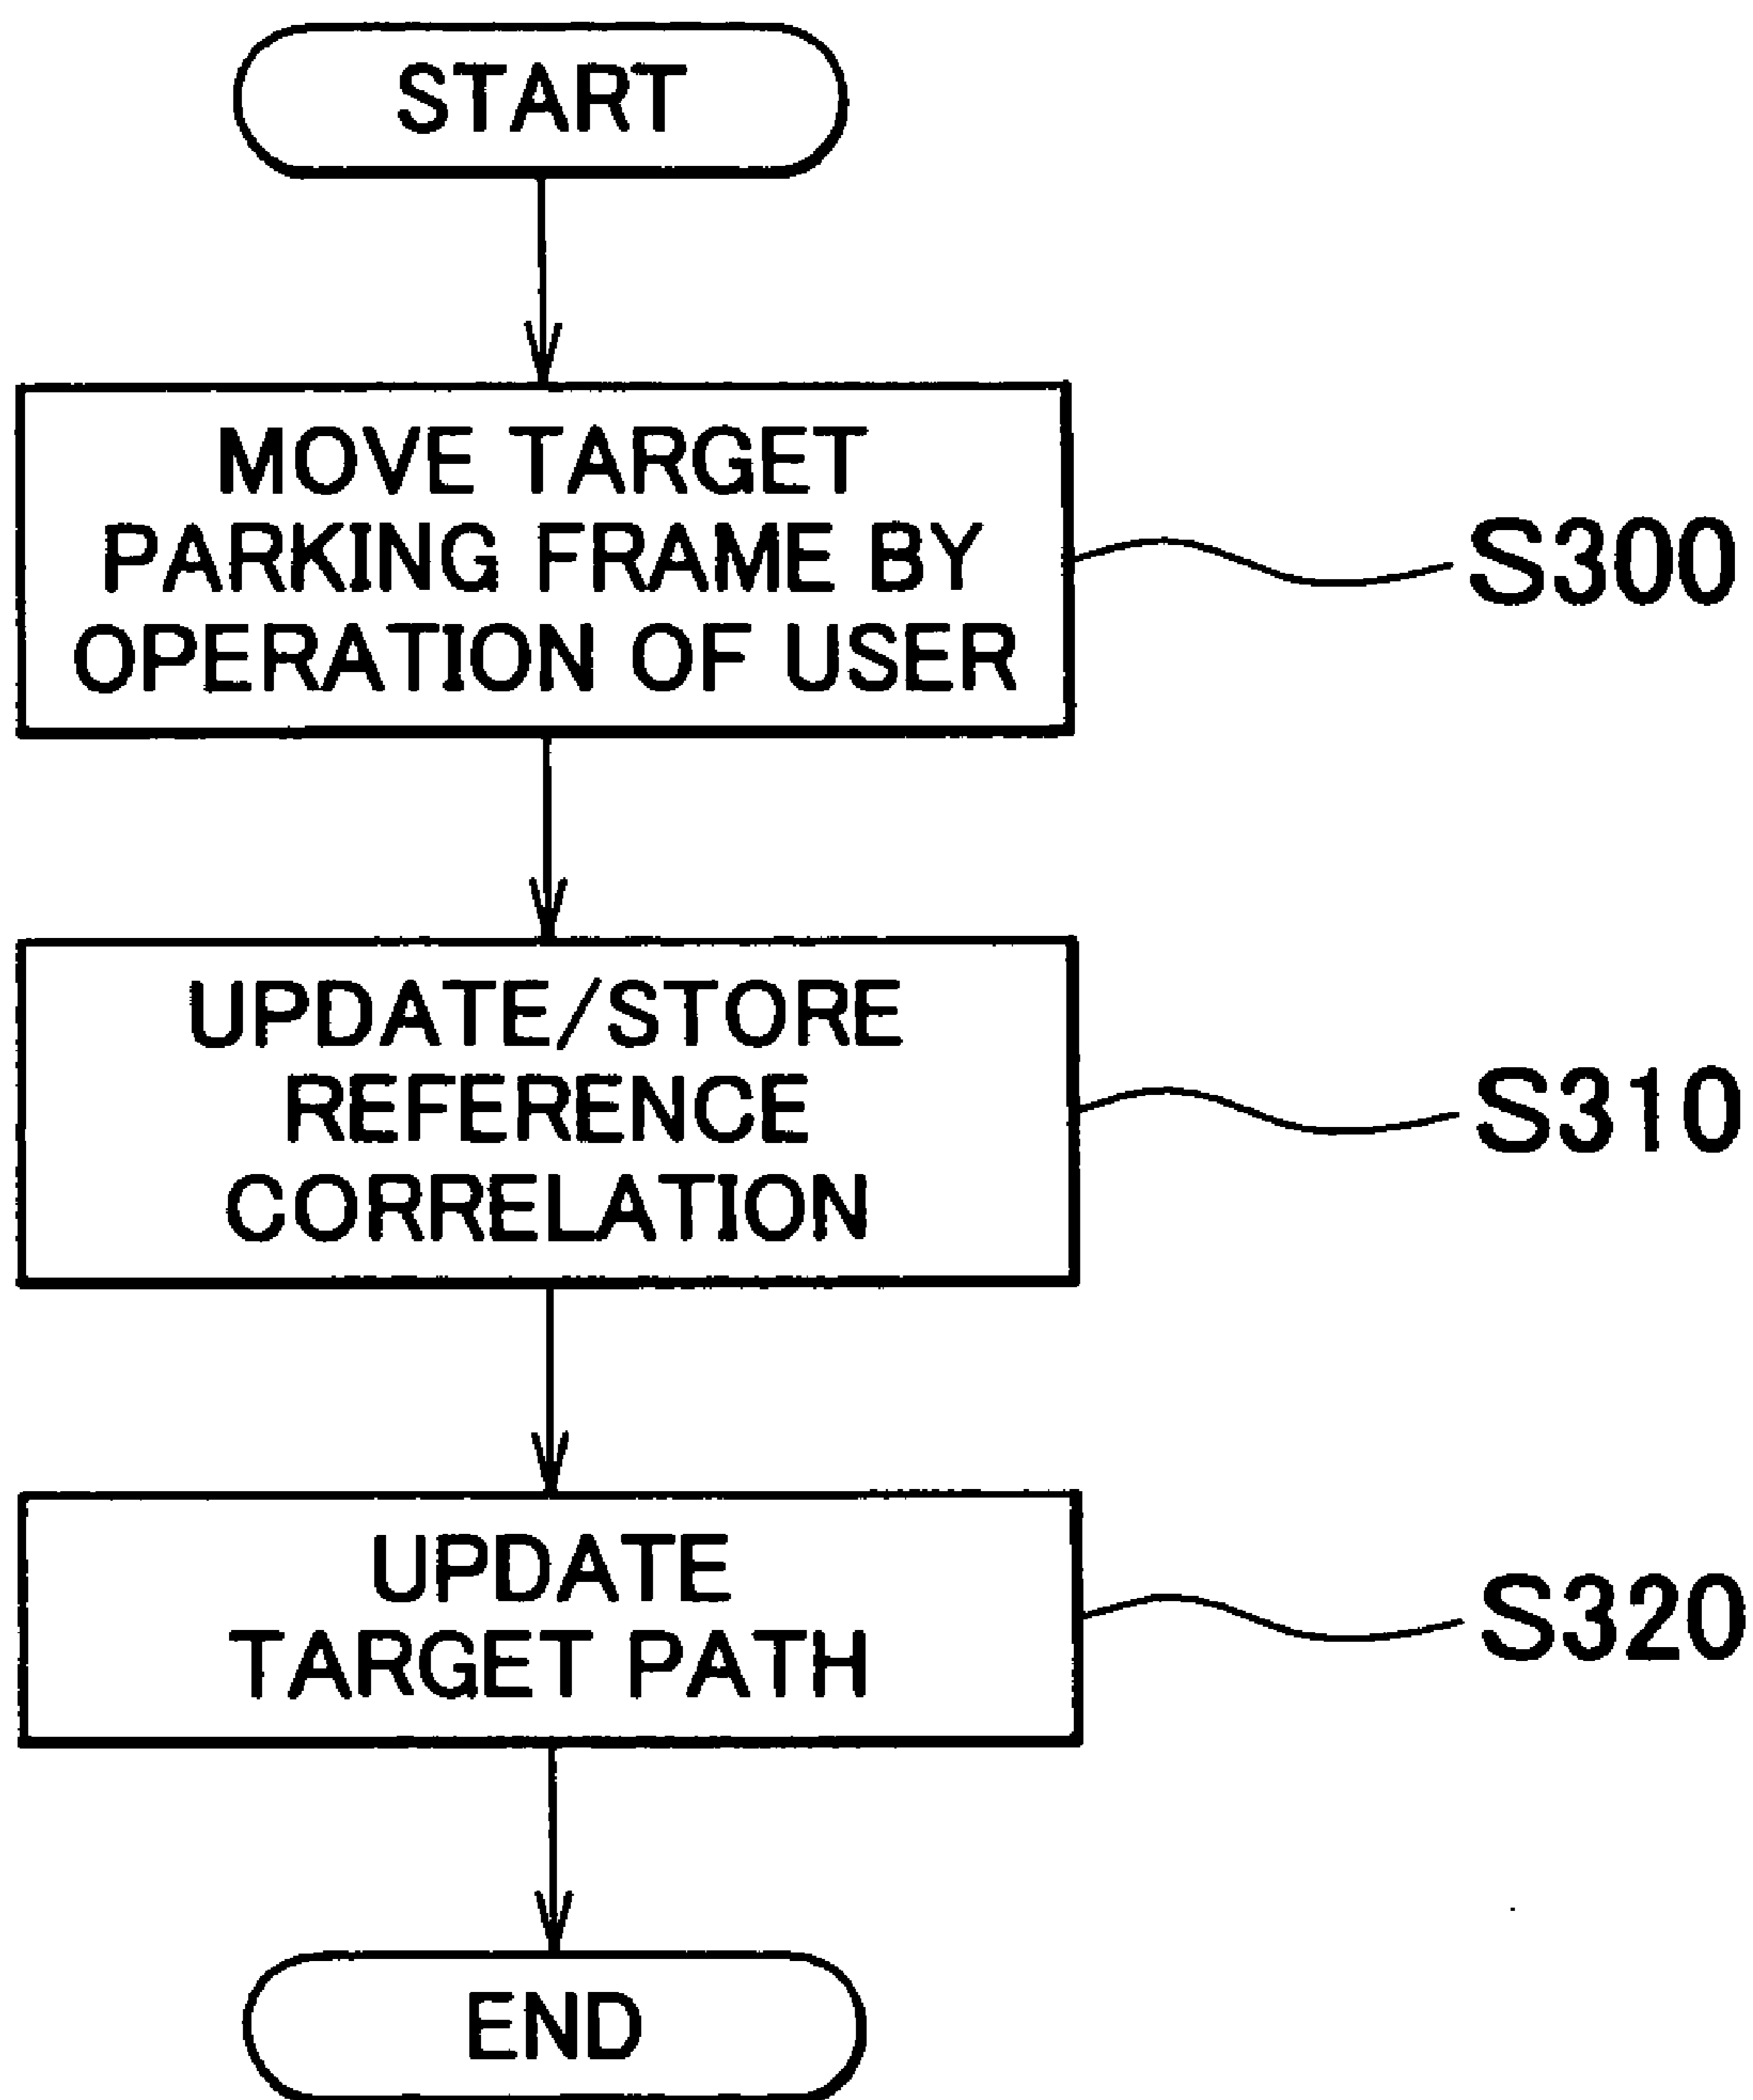 START
MOVE TARGET
PARKING FRAME BY
OPERATION OF USER
S300
UPDATE/STORE
REFERENCE
CORRELATION
S310
UPDATE
TARGET PATH
S320
END